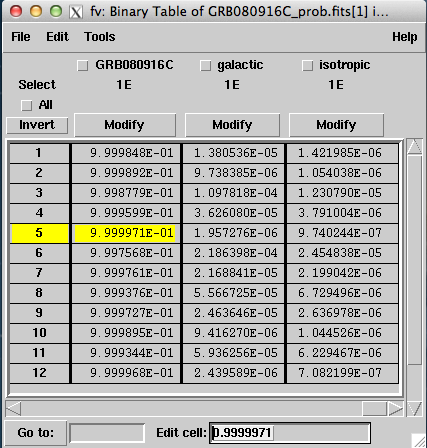 fv: Binary Table of GRB080916C_prob.fits[1] i...
File Edit Tools Help
GRB080916C galactic isotropic
Select 1E 1E 1E
All
Invert Modify Modify Modify
1 9.999848E-01 1.380536E-05 1.421985E-06
2 9.999892E-01 9.738385E-06 1.054038E-06
3 9.998779E-01 1.097818E-04 1.230790E-05
4 9.999599E-01 3.626080E-05 3.791004E-06
5 9.999971E-01 1.957276E-06 9.740244E-07
6 9.997568E-01 2.186398E-04 2.454838E-05
7 9.999761E-01 2.168841E-05 2.199042E-06
8 9.999376E-01 5.566725E-05 6.729496E-06
9 9.999727E-01 2.463646E-05 2.636978E-06
10 9.999895E-01 9.416270E-06 1.044526E-06
11 9.999344E-01 5.936256E-05 6.229467E-06
12 9.999968E-01 2.439589E-06 7.082199E-07
Go to: Edit cell: 0.9999971